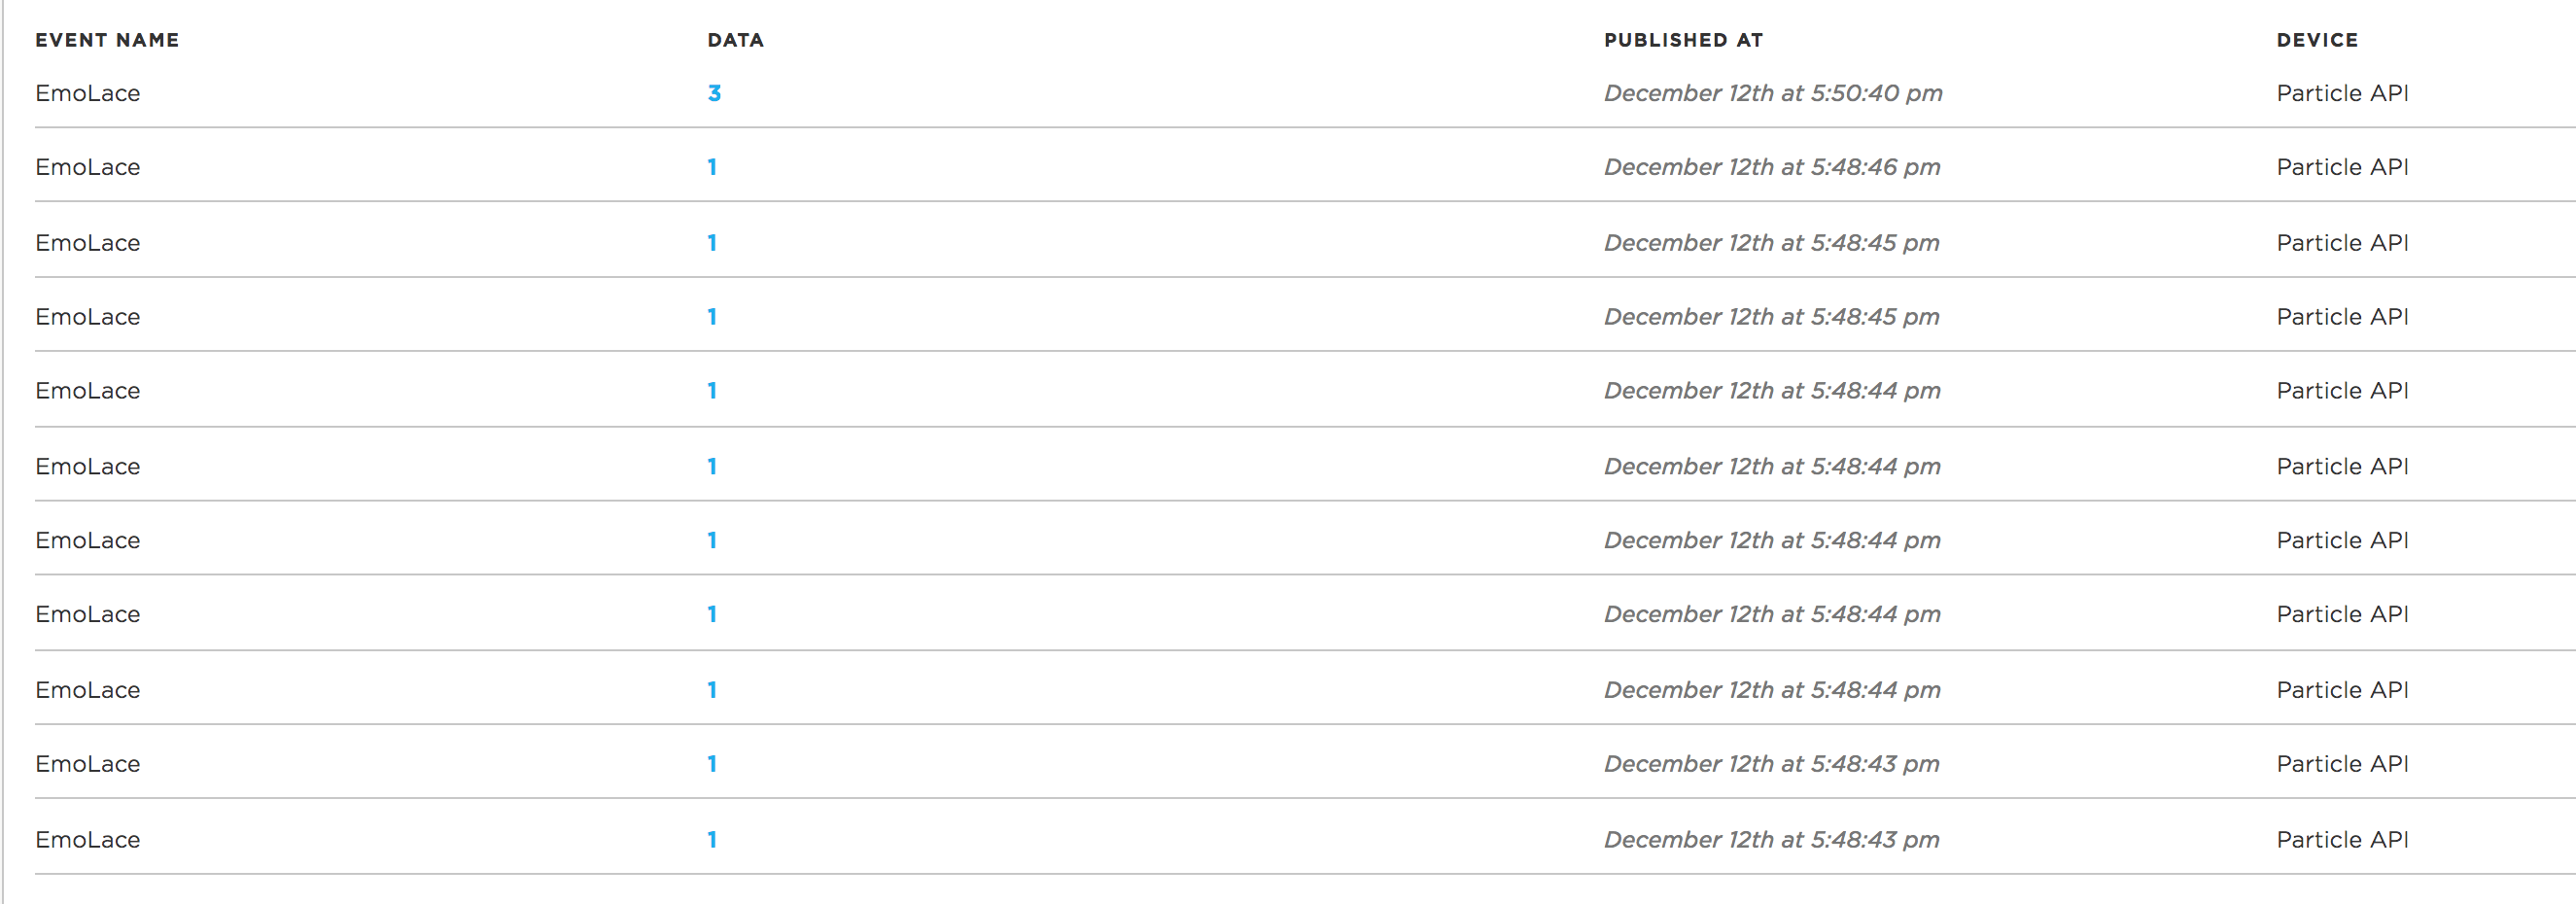 EVENT NAME DATA PUBLISHED AT DEVICE
EmoLace 3 December 12th at 5:50:40 pm Particle API
EmoLace 1 December 12th at 5:48:46 pm Particle API
EmoLace 1 December 12th at 5:48:45 pm Particle API
EmoLace 1 December 12th at 5:48:45 pm Particle API
EmoLace 1 December 12th at 5:48:44 pm Particle API
EmoLace 1 December 12th at 5:48:44 pm Particle API
EmoLace 1 December 12th at 5:48:44 pm Particle API
EmoLace 1 December 12th at 5:48:44 pm Particle API
EmoLace 1 December 12th at 5:48:44 pm Particle API
EmoLace 1 December 12th at 5:48:43 pm Particle API
EmoLace 1 December 12th at 5:48:43 pm Particle API